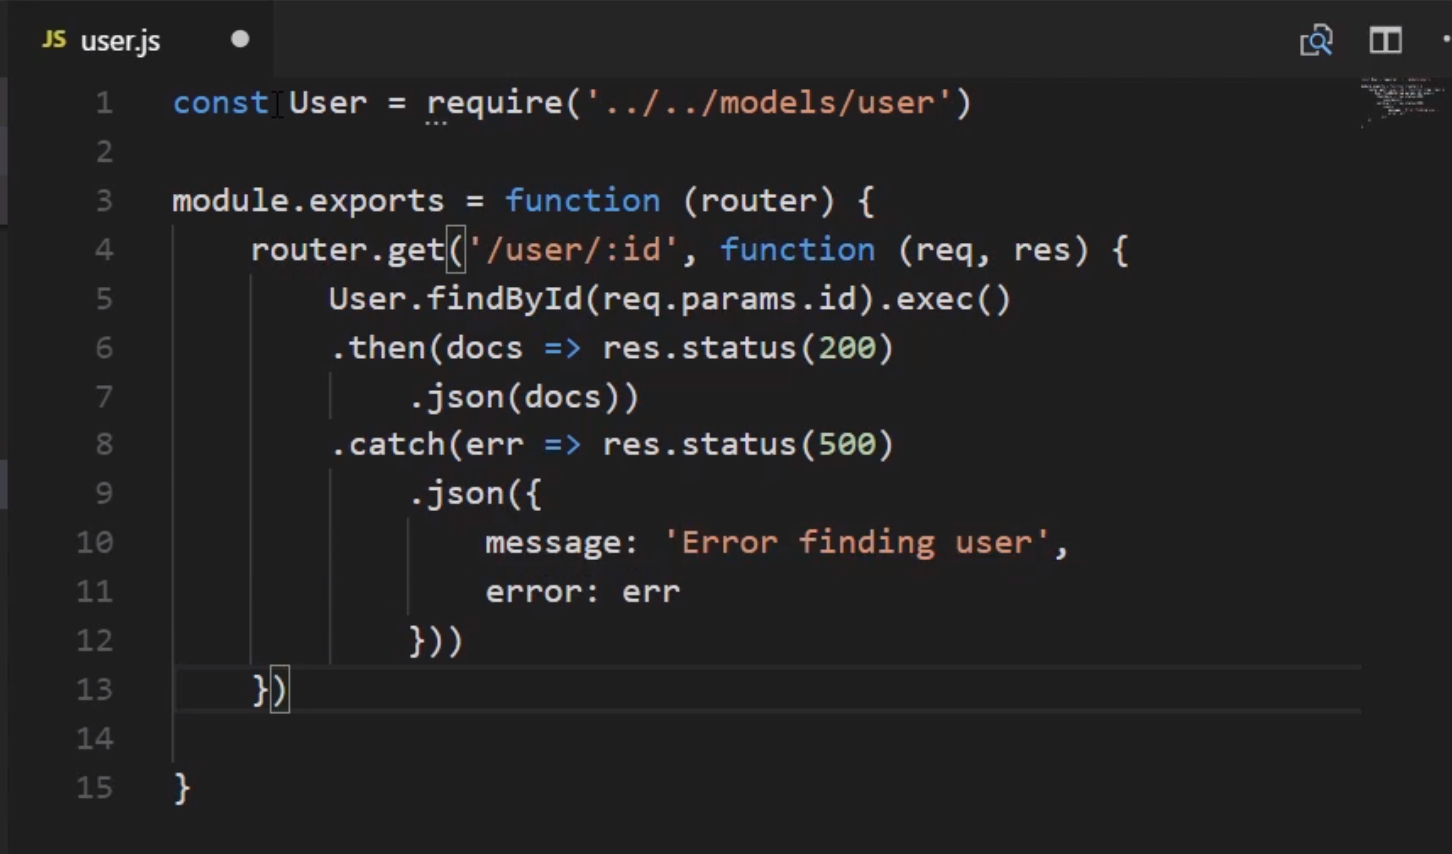 JS user.js
1 const User = require('../../models/user')
2
3 module.exports = function (router) {
4     router.get('/user/:id', function (req, res) {
5         User.findById(req.params.id).exec()
6         .then(docs => res.status(200)
7             .json(docs))
8         .catch(err => res.status(500)
9             .json({
10                 message: 'Error finding user',
11                 error: err
12             }))
13     })
14
15 }